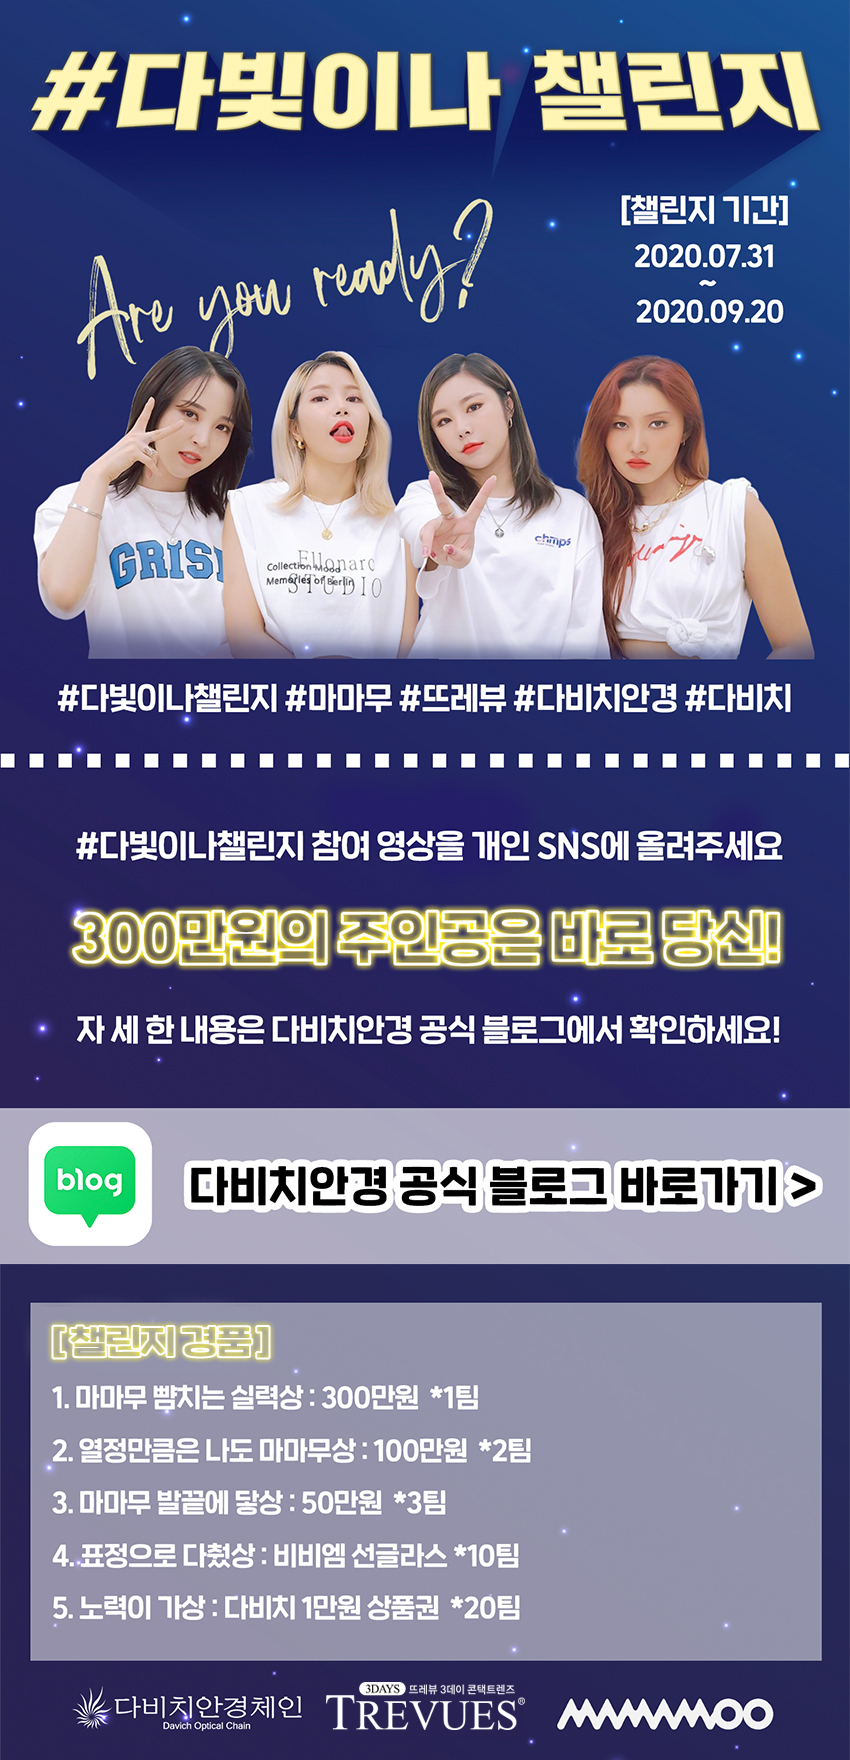 #다빛이나 챌린지
[챌린지 기간]
2020.07.31
~
2020.09.20
Are you ready?
GRISI
Ellonarc
Collection Mood
Memories of Berlin
STUDIO
chmps
#다빛이나챌린지 #마마무 #뜨레뷰 #다비치안경 #다비치
#다빛이나챌린지 참여 영상을 개인 SNS에 올려주세요
300만원의 주인공은 바로 당신!
자 세 한 내용은 다비치안경 공식 블로그에서 확인하세요!
blog
다비치안경 공식 블로그 바로가기 >
[ 챌린지 경품 ]
1. 마마무 뺨치는 실력상 : 300만원 *1팀
2. 열정만큼은 나도 마마무상 : 100만원 *2팀
3. 마마무 발끝에 닿상 : 50만원 *3팀
4. 표정으로 다췄상 : 비비엠 선글라스 *10팀
5. 노력이 가상 : 다비치 1만원 상품권 *20팀
다비치안경체인
Davich Optical Chain
3DAYS 뜨레뷰 3데이 콘택트렌즈
TREVUES®
MAMAMOO